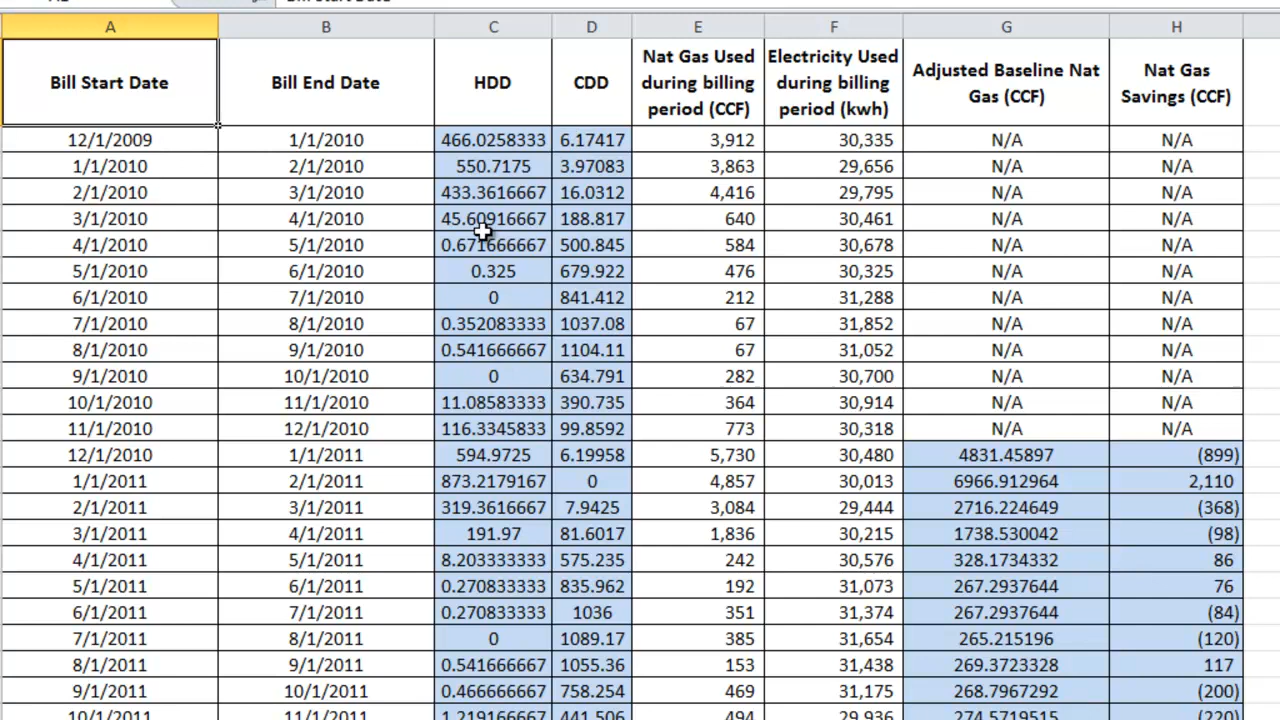 A B C D E F G H
Bill Start Date Bill End Date HDD CDD Nat Gas Used during billing period (CCF) Electricity Used during billing period (kwh) Adjusted Baseline Nat Gas (CCF) Nat Gas Savings (CCF)
12/1/2009 1/1/2010 466.0258333 6.17417 3,912 30,335 N/A N/A
1/1/2010 2/1/2010 550.7175 3.97083 3,863 29,656 N/A N/A
2/1/2010 3/1/2010 433.3616667 16.0312 4,416 29,795 N/A N/A
3/1/2010 4/1/2010 45.60916667 188.817 640 30,461 N/A N/A
4/1/2010 5/1/2010 0.671666667 500.845 584 30,678 N/A N/A
5/1/2010 6/1/2010 0.325 679.922 476 30,325 N/A N/A
6/1/2010 7/1/2010 0 841.412 212 31,288 N/A N/A
7/1/2010 8/1/2010 0.352083333 1037.08 67 31,852 N/A N/A
8/1/2010 9/1/2010 0.541666667 1104.11 67 31,052 N/A N/A
9/1/2010 10/1/2010 0 634.791 282 30,700 N/A N/A
10/1/2010 11/1/2010 11.08583333 390.735 364 30,914 N/A N/A
11/1/2010 12/1/2010 116.3345833 99.8592 773 30,318 N/A N/A
12/1/2010 1/1/2011 594.9725 6.19958 5,730 30,480 4831.45897 (899)
1/1/2011 2/1/2011 873.2179167 0 4,857 30,013 6966.912964 2,110
2/1/2011 3/1/2011 319.3616667 7.9425 3,084 29,444 2716.224649 (368)
3/1/2011 4/1/2011 191.97 81.6017 1,836 30,215 1738.530042 (98)
4/1/2011 5/1/2011 8.203333333 575.235 242 30,576 328.1734332 86
5/1/2011 6/1/2011 0.270833333 835.962 192 31,073 267.2937644 76
6/1/2011 7/1/2011 0.270833333 1036 351 31,374 267.2937644 (84)
7/1/2011 8/1/2011 0 1089.17 385 31,654 265.215196 (120)
8/1/2011 9/1/2011 0.541666667 1055.36 153 31,438 269.3723328 117
9/1/2011 10/1/2011 0.466666667 758.254 469 31,175 268.7967292 (200)
10/1/2011 11/1/2011 1.219166667 441.506 494 29,936 274.5719515 (220)